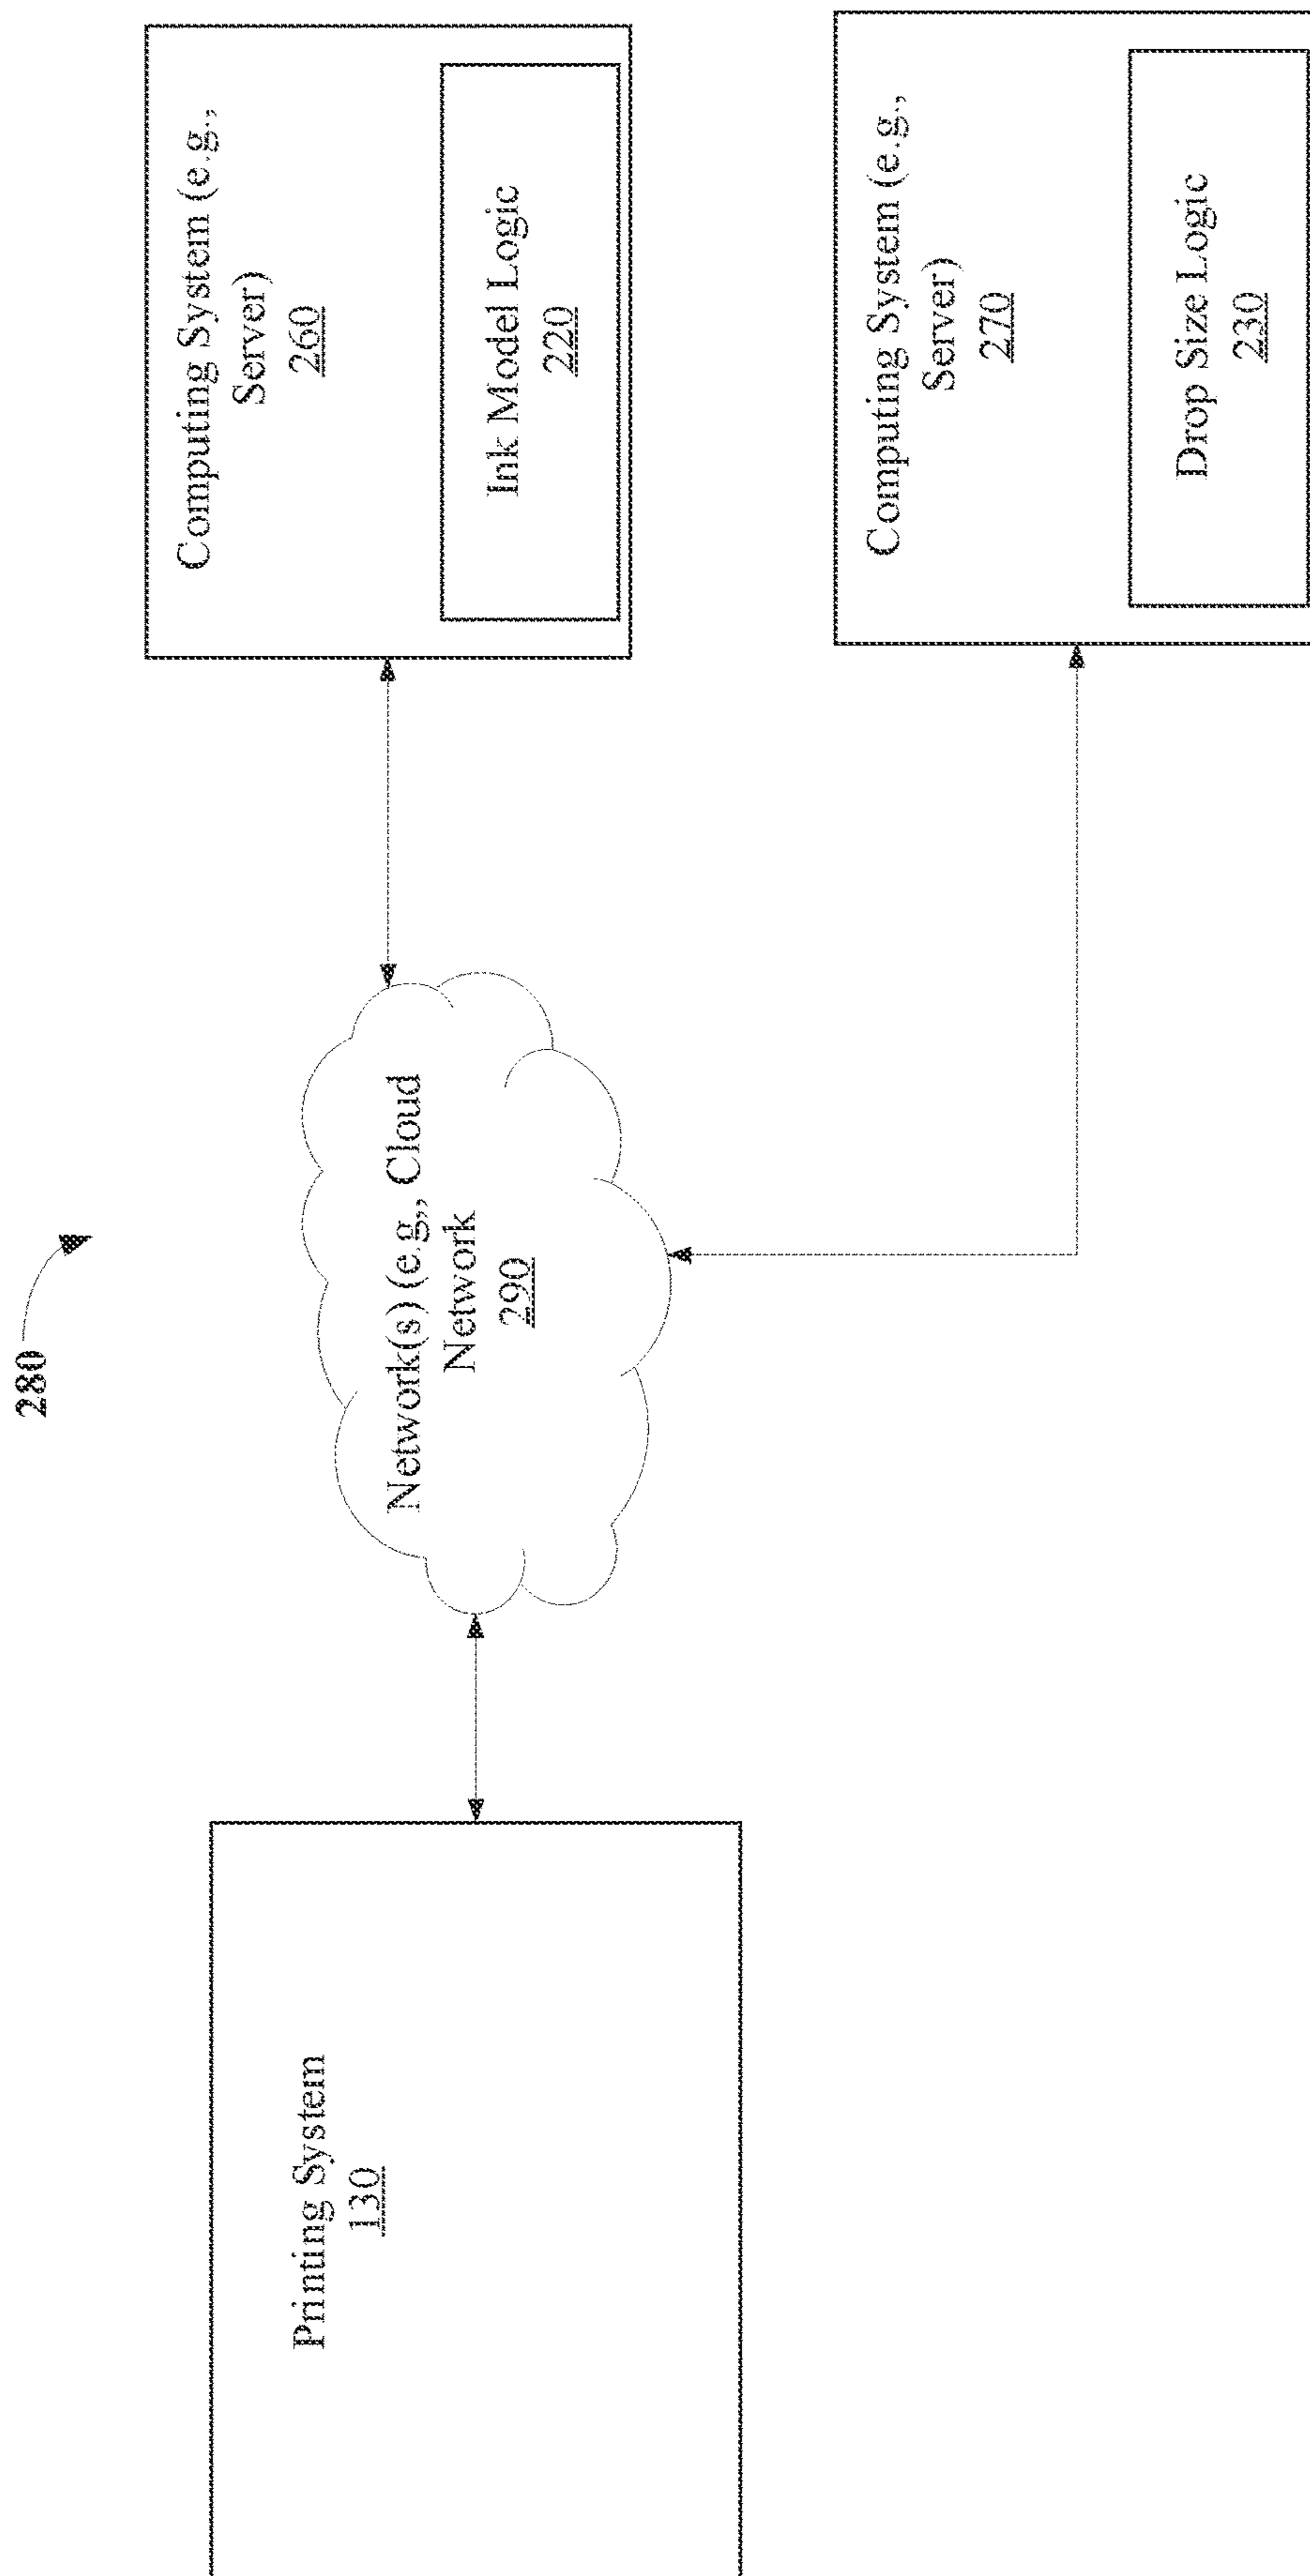 280
Printing System
130
Network(s) (e.g,, Cloud
Network
290
Computing System (e.g.,
Server)
260
Ink Model Logic
220
Computing System (e.g.,
Server)
270
Drop Size Logic
230